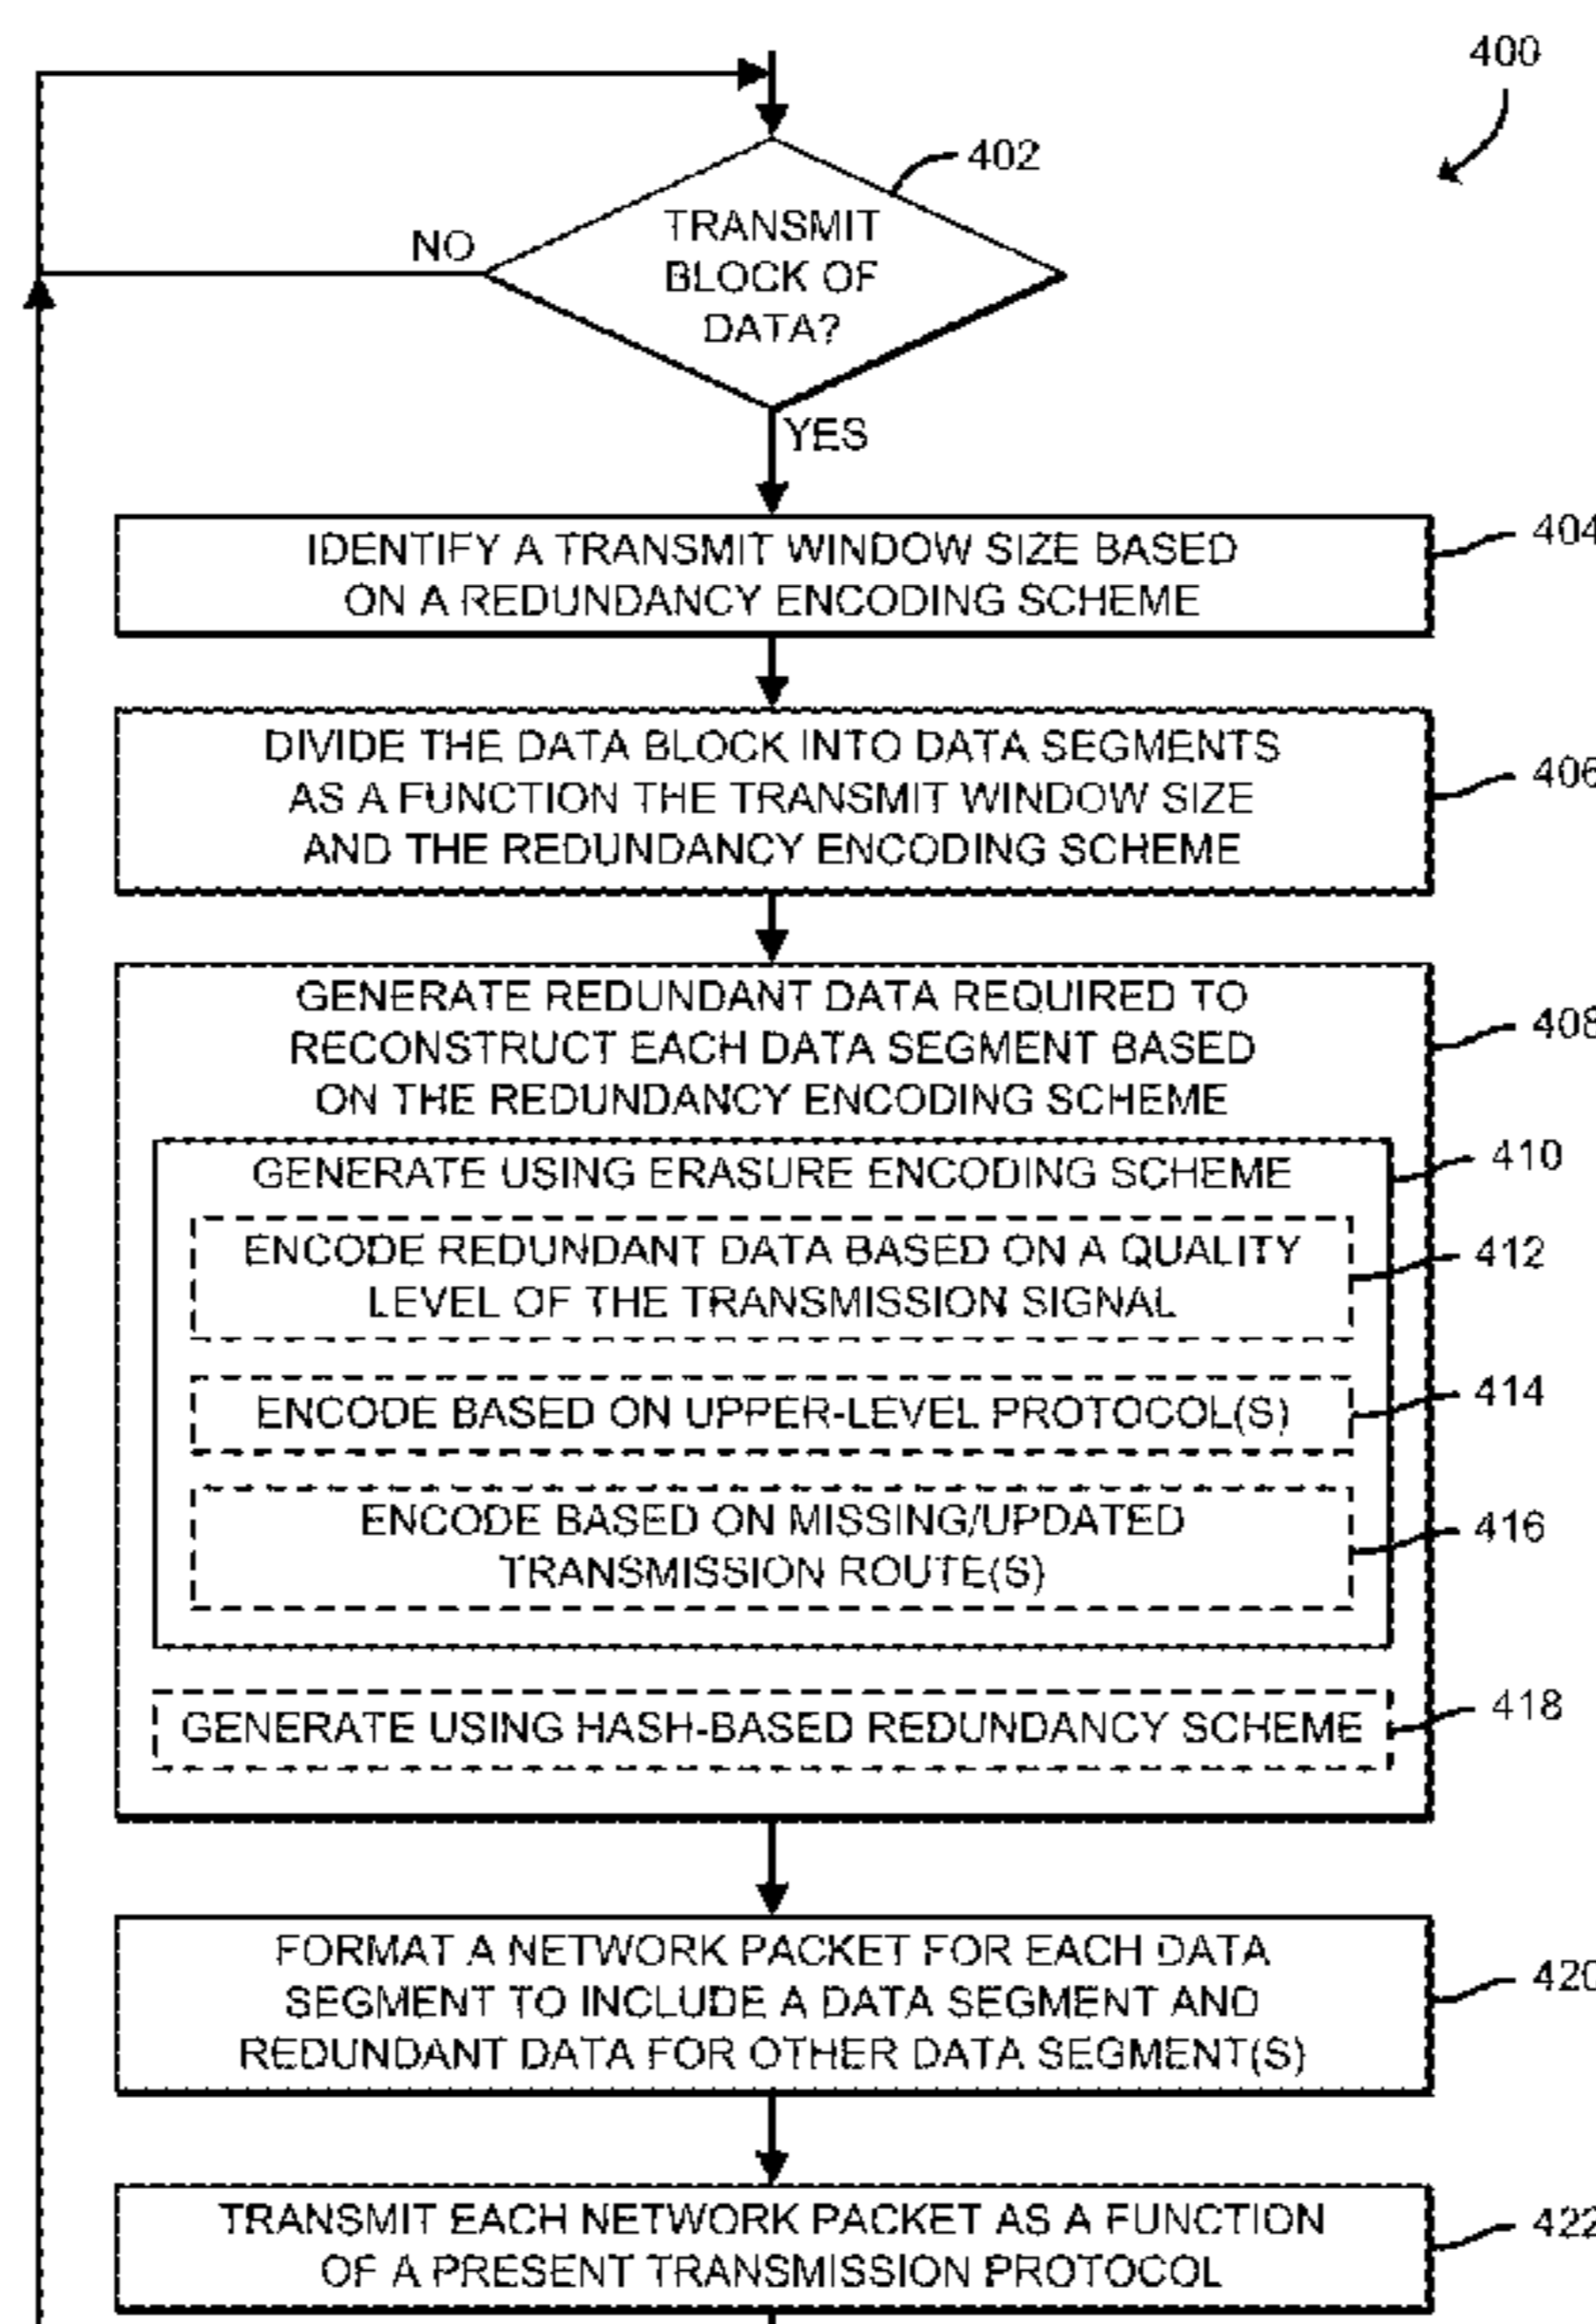 400
402
TRANSMIT
BLOCK OF
DATA?
NO
YES
IDENTIFY A TRANSMIT WINDOW SIZE BASED
ON A REDUNDANCY ENCODING SCHEME
404
DIVIDE THE DATA BLOCK INTO DATA SEGMENTS
AS A FUNCTION THE TRANSMIT WINDOW SIZE
AND THE REDUNDANCY ENCODING SCHEME
406
GENERATE REDUNDANT DATA REQUIRED TO
RECONSTRUCT EACH DATA SEGMENT BASED
ON THE REDUNDANCY ENCODING SCHEME
408
GENERATE USING ERASURE ENCODING SCHEME
410
ENCODE REDUNDANT DATA BASED ON A QUALITY
LEVEL OF THE TRANSMISSION SIGNAL
412
ENCODE BASED ON UPPER-LEVEL PROTOCOL(S)
414
ENCODE BASED ON MISSING/UPDATED
TRANSMISSION ROUTE(S)
416
GENERATE USING HASH-BASED REDUNDANCY SCHEME
418
FORMAT A NETWORK PACKET FOR EACH DATA
SEGMENT TO INCLUDE A DATA SEGMENT AND
REDUNDANT DATA FOR OTHER DATA SEGMENT(S)
420
TRANSMIT EACH NETWORK PACKET AS A FUNCTION
OF A PRESENT TRANSMISSION PROTOCOL
422